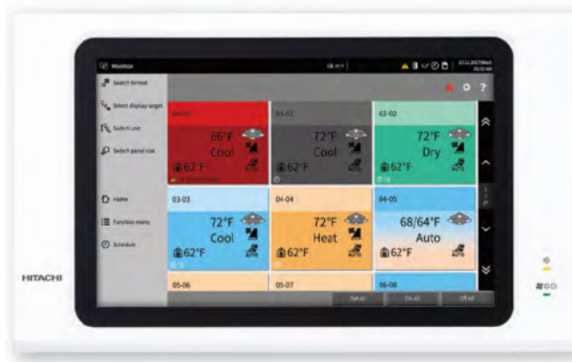 Monitor
Switch format
Select display target
Switch unit
Switch panel size
Home
Function menu
Schedule
?
66°F
Cool
62°F
72°F
Cool
62°F
02-02
72°F
Dry
62°F
03-03
72°F
Cool
62°F
04-04
72°F
Heat
62°F
04-05
68/64°F
Auto
62°F
05-06
05-07
06-08
Set all
On all
Off all
HITACHI